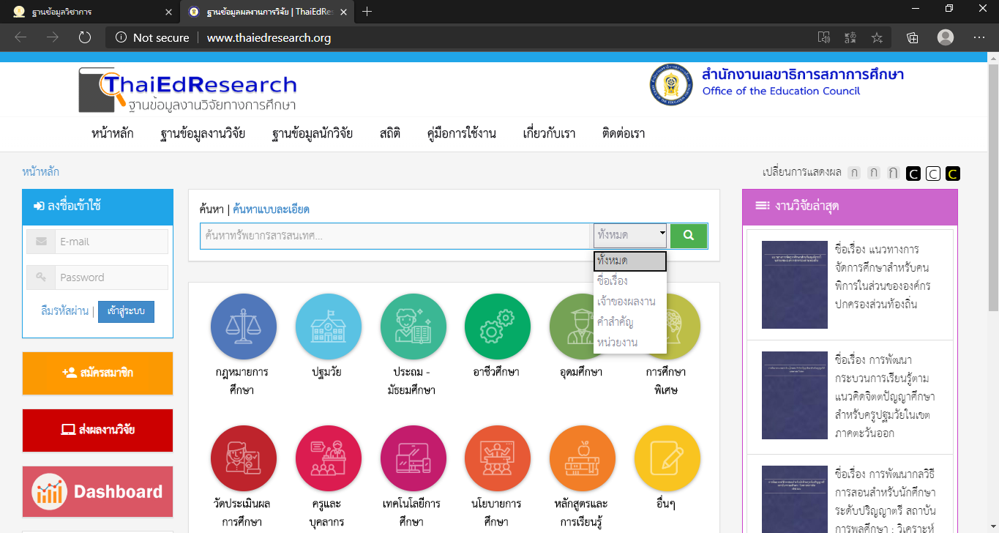 ฐานข้อมูลวิชาการ
ฐานข้อมูลผลงานการวิจัย | ThaiEdRes
Not secure
www.thaiedresearch.org
ThaiEdResearch
ฐานข้อมูลงานวิจัยทางการศึกษา
สำนักงานเลขาธิการสภาการศึกษา
Office of the Education Council
หน้าหลัก ฐานข้อมูลงานวิจัย ฐานข้อมูลนักวิจัย สถิติ คู่มือการใช้งาน เกี่ยวกับเรา ติดต่อเรา
หน้าหลัก
เปลี่ยนการแสดงผล ก ก ก C C C
ลงชื่อเข้าใช้
E-mail
Password
ลืมรหัสผ่าน | เข้าสู่ระบบ
สมัครสมาชิก
ส่งผลงานวิจัย
Dashboard
ค้นหา | ค้นหาแบบละเอียด
ค้นหาทรัพยากรสารสนเทศ...
ทั้งหมด
ทั้งหมด
ชื่อเรื่อง
เจ้าของผลงาน
คำสำคัญ
หน่วยงาน
กฎหมายการ
ศึกษา
ปฐมวัย
ประถม -
มัธยมศึกษา
อาชีวศึกษา
อุดมศึกษา
การศึกษา
พิเศษ
วัดประเมินผล
การศึกษา
ครูและ
บุคลากร
เทคโนโลยีการ
ศึกษา
นโยบายการ
ศึกษา
หลักสูตรและ
การเรียนรู้
อื่นๆ
งานวิจัยล่าสุด
ชื่อเรื่อง แนวทางการ
จัดการศึกษาสำหรับคน
พิการในส่วนขององค์กร
ปกครองส่วนท้องถิ่น
ชื่อเรื่อง การพัฒนา
กระบวนการเรียนรู้ตาม
แนวคิดจิตตปัญญาศึกษา
สำหรับครูปฐมวัยในเขต
ภาคตะวันออก
ชื่อเรื่อง การพัฒนากลวิธี
การสอนสำหรับนักศึกษา
ระดับปริญญาตรี สถาบัน
การพลศึกษา : วิเคราะห์